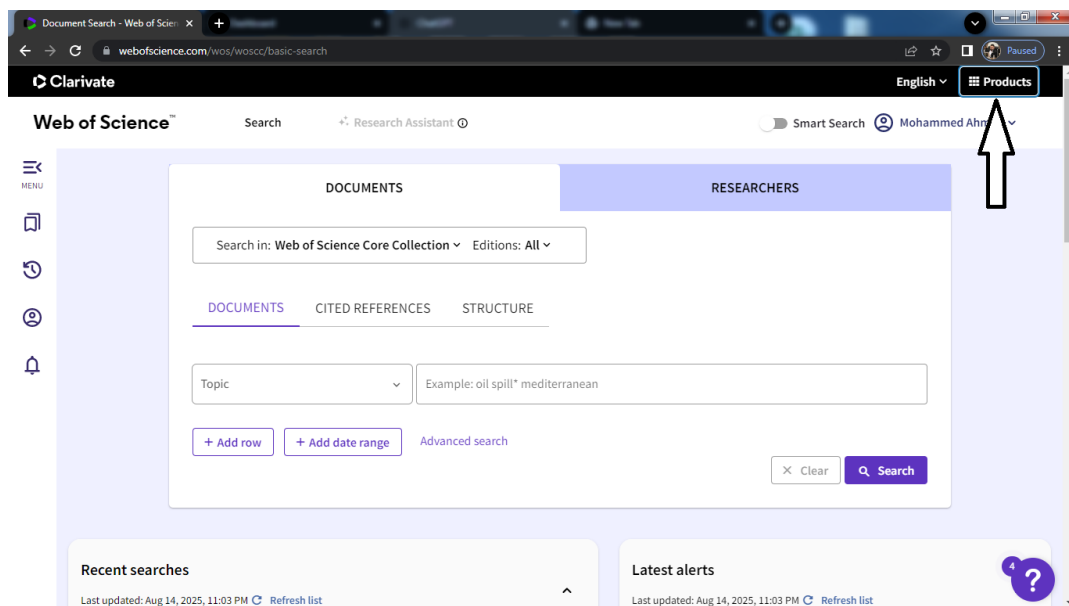 Document Search - Web of Scien
Dashboard
ChatGPT
New Tab
webofscience.com/wos/woscc/basic-search
Paused
Clarivate
English
Products
Web of Science™
Search
Research Assistant
Smart Search
Mohammed Ahm
MENU
DOCUMENTS
RESEARCHERS
Search in: Web of Science Core Collection Editions: All
DOCUMENTS CITED REFERENCES STRUCTURE
Topic
Example: oil spill* mediterranean
+ Add row
+ Add date range
Advanced search
× Clear
Search
Recent searches
Last updated: Aug 14, 2025, 11:03 PM Refresh list
Latest alerts
Last updated: Aug 14, 2025, 11:03 PM Refresh list
4
?